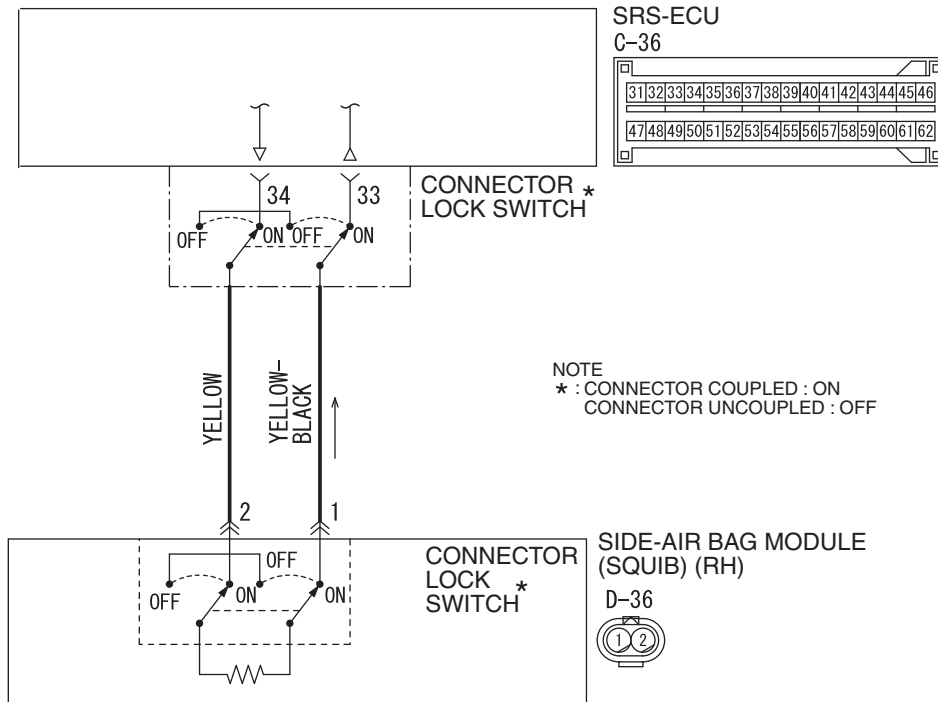 SRS-ECU
C-36
31 32 33 34 35 36 37 38 39 40 41 42 43 44 45 46
47 48 49 50 51 52 53 54 55 56 57 58 59 60 61 62
34 33
CONNECTOR *
LOCK SWITCH
OFF ON OFF ON
YELLOW
YELLOW-
BLACK
NOTE
* : CONNECTOR COUPLED : ON
CONNECTOR UNCOUPLED : OFF
2 1
CONNECTOR
LOCK
SWITCH *
OFF ON OFF ON
SIDE-AIR BAG MODULE
(SQUIB) (RH)
D-36
1 2